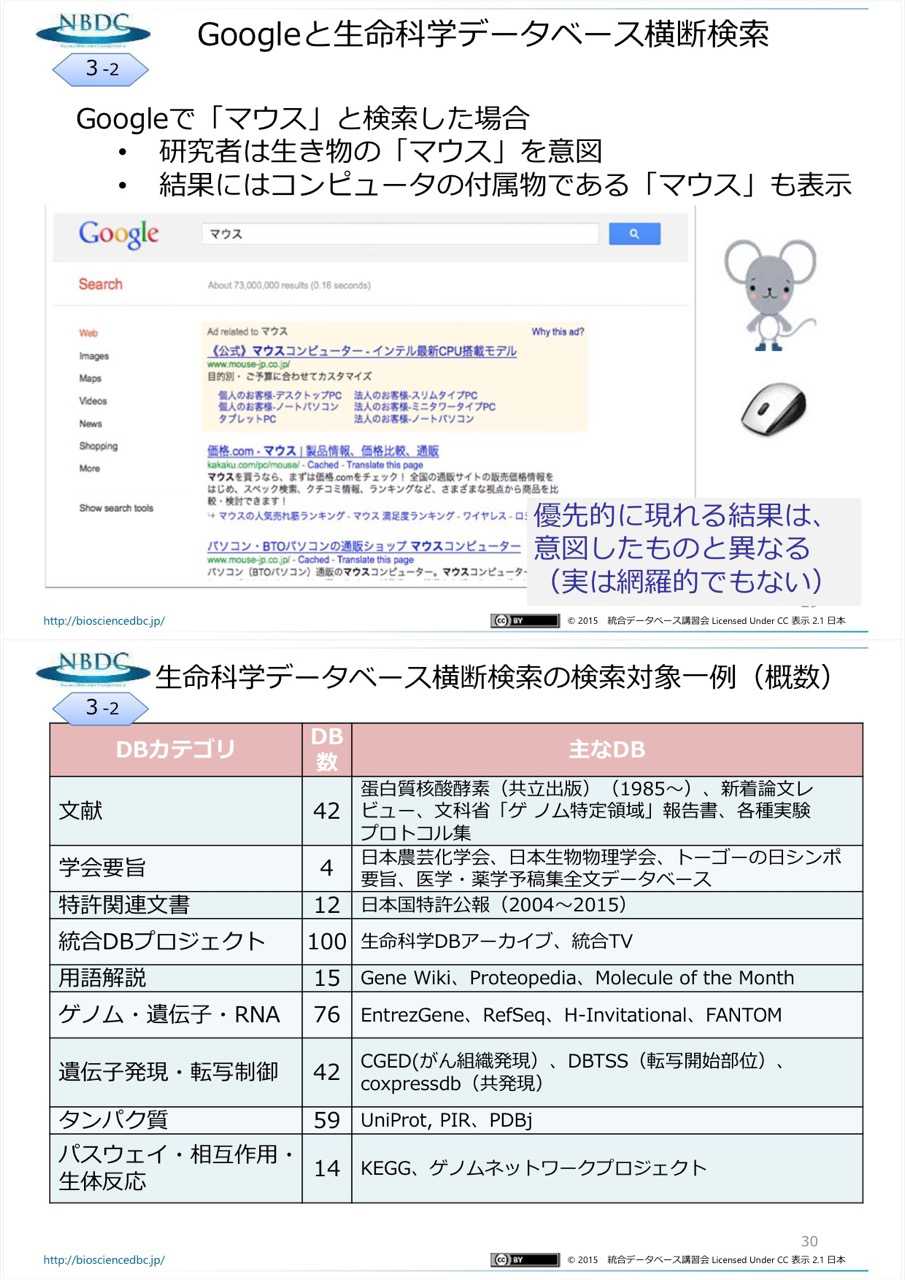 NBDC
Googleと生命科学データベース横断検索
3-2
Googleで「マウス」と検索した場合
• 研究者は生き物の「マウス」を意図
• 結果にはコンピュータの付属物である「マウス」も表示
Google
マウス
Search
About 73,000,000 results (0.16 seconds)
Web
Images
Maps
Videos
News
Shopping
More
Show search tools
Ad related to マウス
Why this ad?
《公式》マウスコンピューター - インテル最新CPU搭載モデル
www.mouse-jp.co.jp/
目的別・ご予算に合わせてカスタマイズ
個人のお客様-デスクトップPC 法人のお客様-スリムタイプPC
個人のお客様-ノートパソコン 法人のお客様-ミニタワータイプPC
タブレットPC 法人のお客様-ノートパソコン
価格.com - マウス | 製品情報、価格比較、通販
kakaku.com/pc/mouse/ - Cached - Translate this page
マウスを買うなら、まずは価格.comをチェック！ 全国の通販サイトの販売価格情報を
はじめ、スペック検索、クチコミ情報、ランキングなど、さまざまな視点から商品を比
較・検討できます！
マウスの人気売れ筋ランキング - マウス 満足度ランキング - ワイヤレス -
パソコン・BTOパソコンの通販ショップ マウスコンピューター
www.mouse-jp.co.jp/ - Cached - Translate this page
パソコン（BTOパソコン）通販のマウスコンピューター。マウスコンピュー
優先的に現れる結果は、
意図したものと異なる
（実は網羅的でもない）
http://biosciencedbc.jp/
cc BY
© 2015 統合データベース講習会 Licensed Under CC 表示 2.1 日本
NBDC
生命科学データベース横断検索の検索対象一例（概数）
3-2
DBカテゴリ DB数 主なDB
文献 42 蛋白質核酸酵素（共立出版）（1985～）、新着論文レ
ビュー、文科省「ゲ ノム特定領域」報告書、各種実験
プロトコル集
学会要旨 4 日本農芸化学会、日本生物物理学会、トーゴーの日シンポ
要旨、医学・薬学予稿集全文データベース
特許関連文書 12 日本国特許公報（2004～2015）
統合DBプロジェクト 100 生命科学DBアーカイブ、統合TV
用語解説 15 Gene Wiki、Proteopedia、Molecule of the Month
ゲノム・遺伝子・RNA 76 EntrezGene、RefSeq、H-Invitational、FANTOM
遺伝子発現・転写制御 42 CGED(がん組織発現）、DBTSS（転写開始部位）、
coxpressdb（共発現）
タンパク質 59 UniProt, PIR、PDBj
パスウェイ・相互作用・
生体反応 14 KEGG、ゲノムネットワークプロジェクト
30
http://biosciencedbc.jp/
cc BY
© 2015 統合データベース講習会 Licensed Under CC 表示 2.1 日本